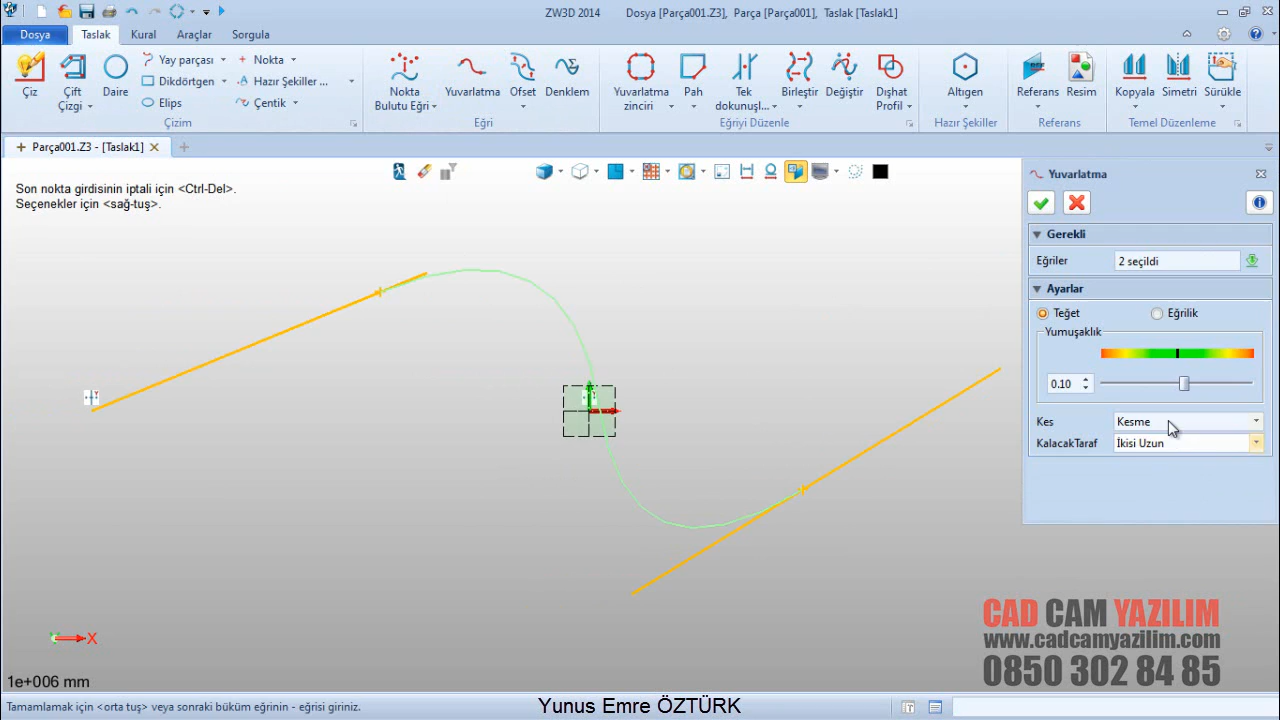 ZW3D 2014 Dosya [Parça001.Z3], Parça [Parça001], Taslak [Taslak1]
Dosya Taslak Kural Araçlar Sorgula
Çiz
Çift Çizgi
Daire
Yay parçası
Dikdörtgen
Elips
Nokta
Hazır Şekiller ...
Çentik
Çizim
Nokta Bulutu Eğri
Yuvarlatma
Ofset
Denklem
Eğri
Yuvarlatma zinciri
Pah
Tek dokunuşl...
Birleştir
Değiştir
Dışhat Profil
Eğriyi Düzenle
Altıgen
Hazır Şekiller
Referans
Resim
Referans
Kopyala
Simetri
Sürükle
Temel Düzenleme
Parça001.Z3 - [Taslak1]
Son nokta girdisinin iptali için <Ctrl-Del>.
Seçenekler için <sağ-tuş>.
Yuvarlatma
Gerekli
Eğriler 2 seçildi
Ayarlar
Teğet Eğrilik
Yumuşaklık
0.10
Kes Kesme
KalacakTaraf İkisi Uzun
X
1e+006 mm
CAD CAM YAZILIM
www.cadcamyazilim.com
0850 302 84 85
Tamamlamak için <orta tuş> veya sonraki büküm eğrinin - eğrisi giriniz.
Yunus Emre ÖZTÜRK